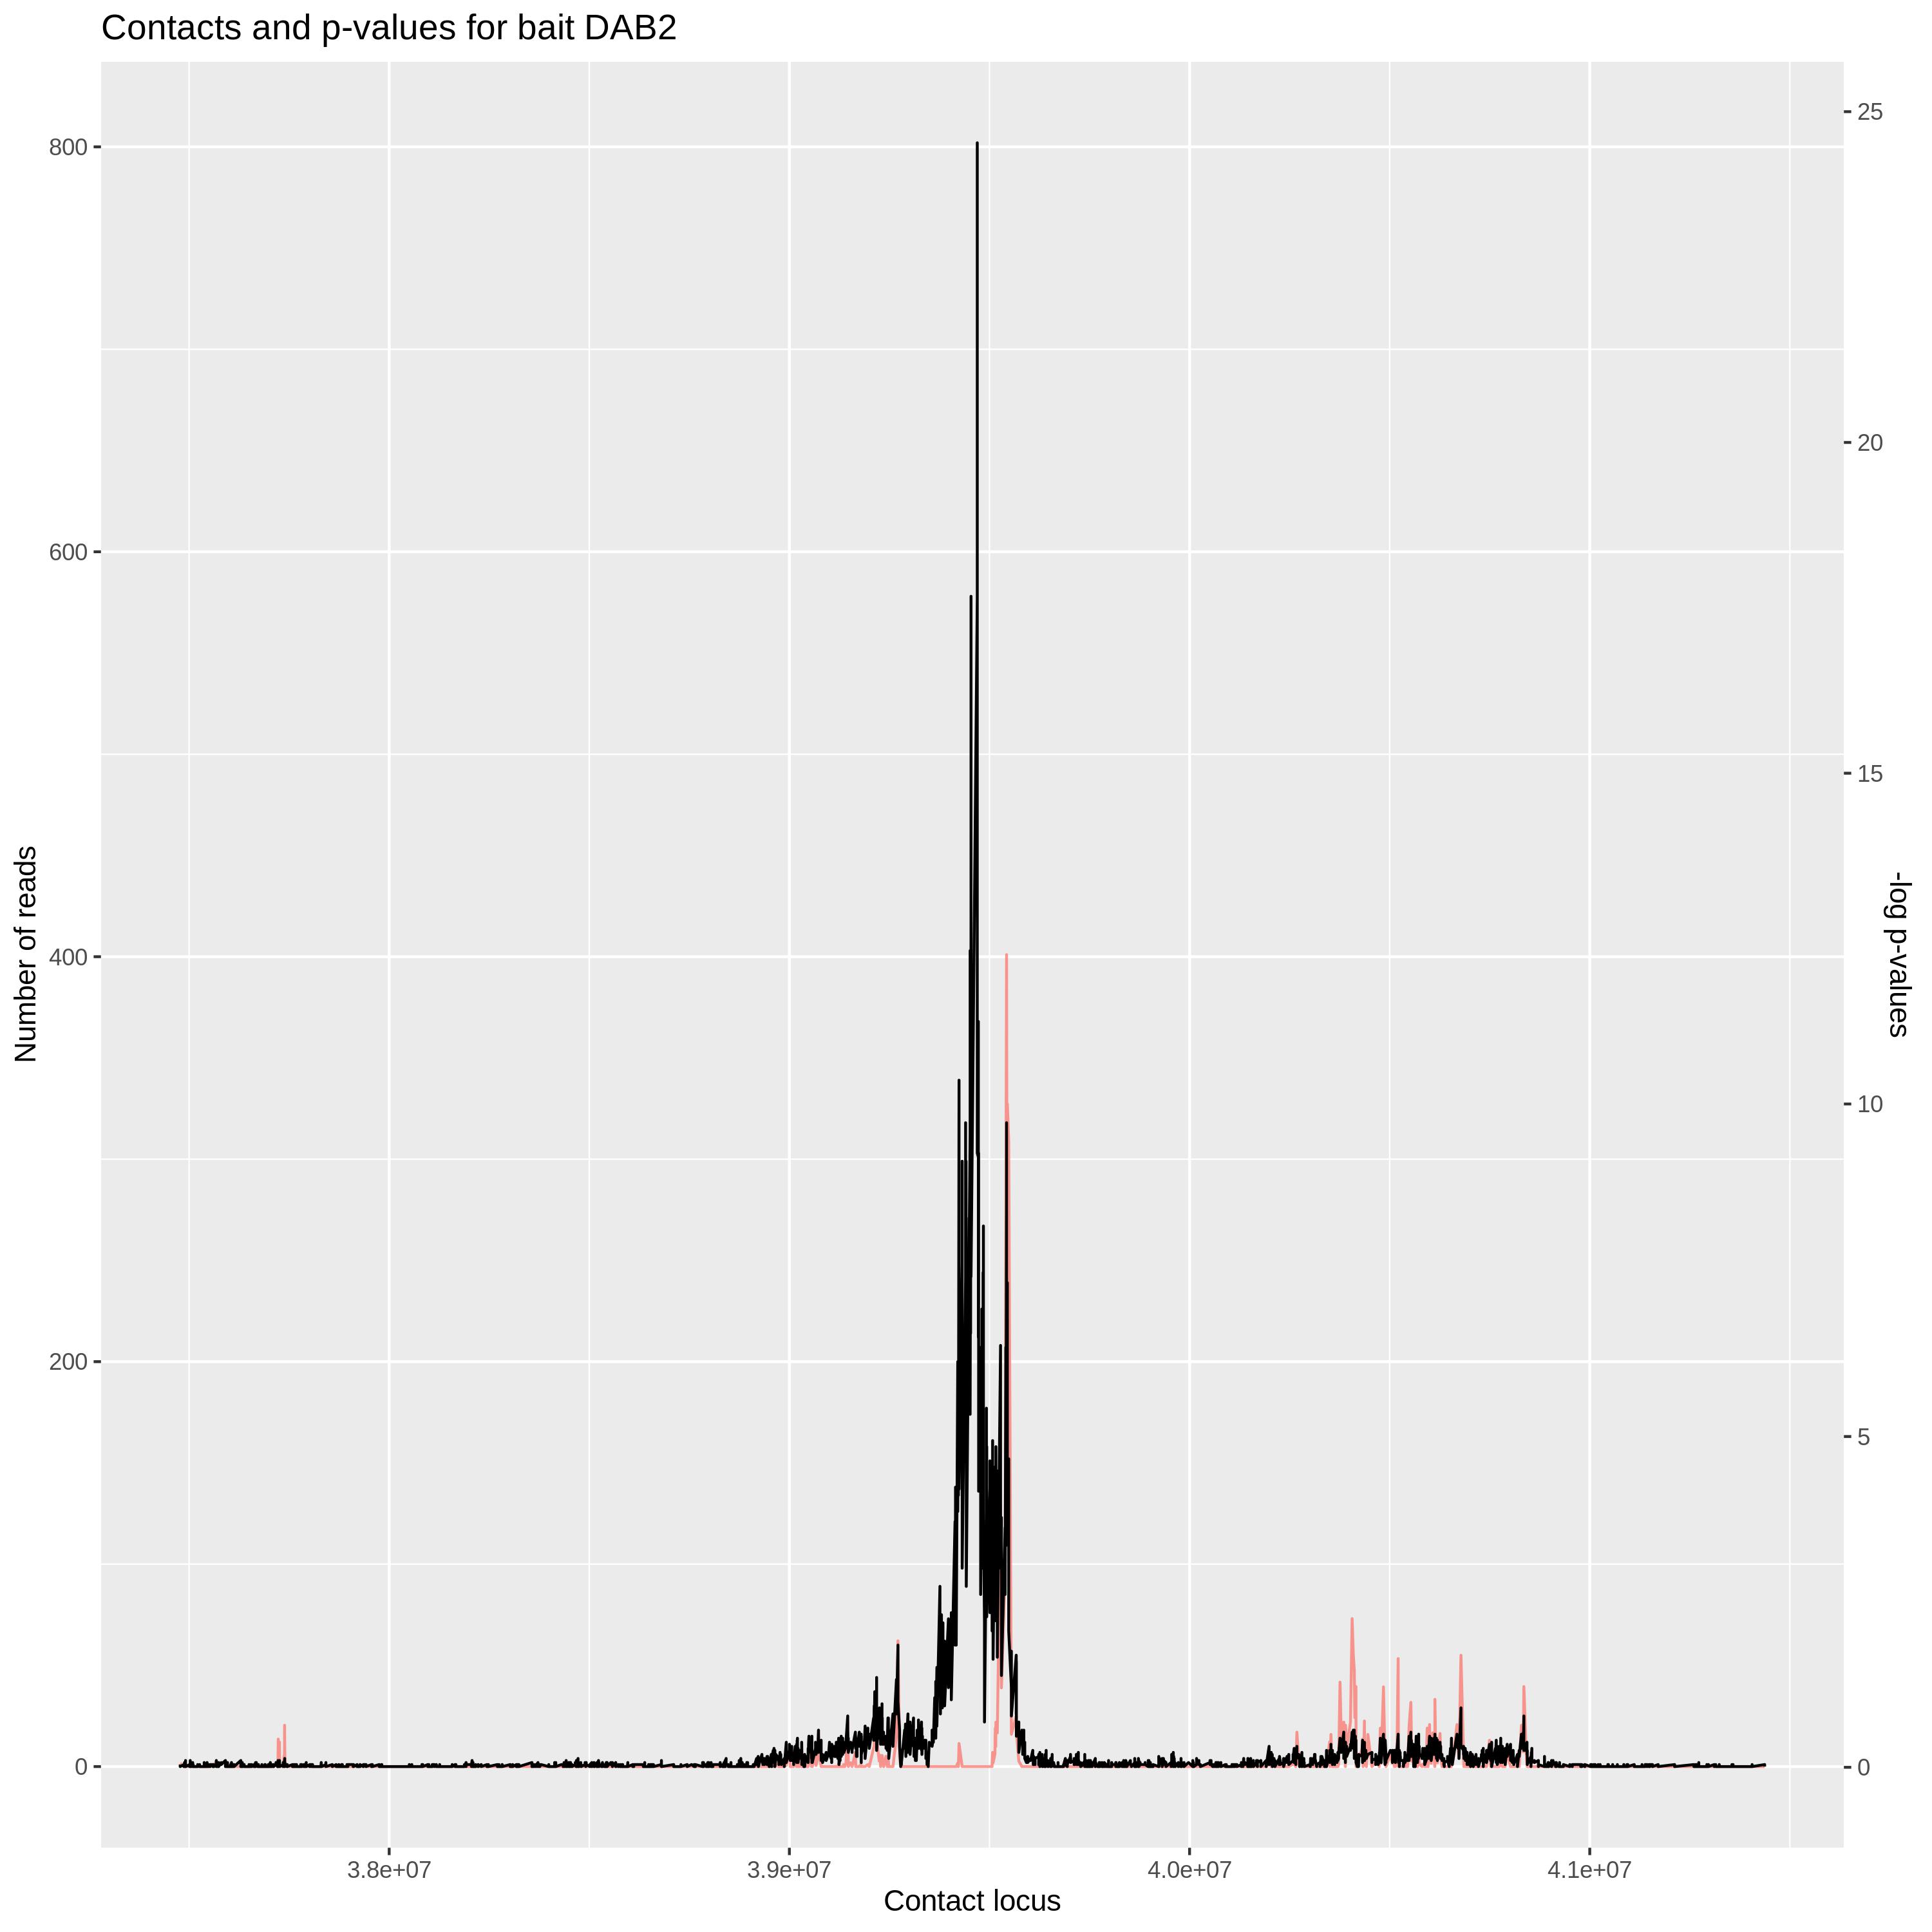 Contacts and p-values for bait DAB2
800
600
400
200
0
25
20
15
10
5
0
Number of reads
-log p-values
3.8e+07
3.9e+07
4.0e+07
4.1e+07
Contact locus